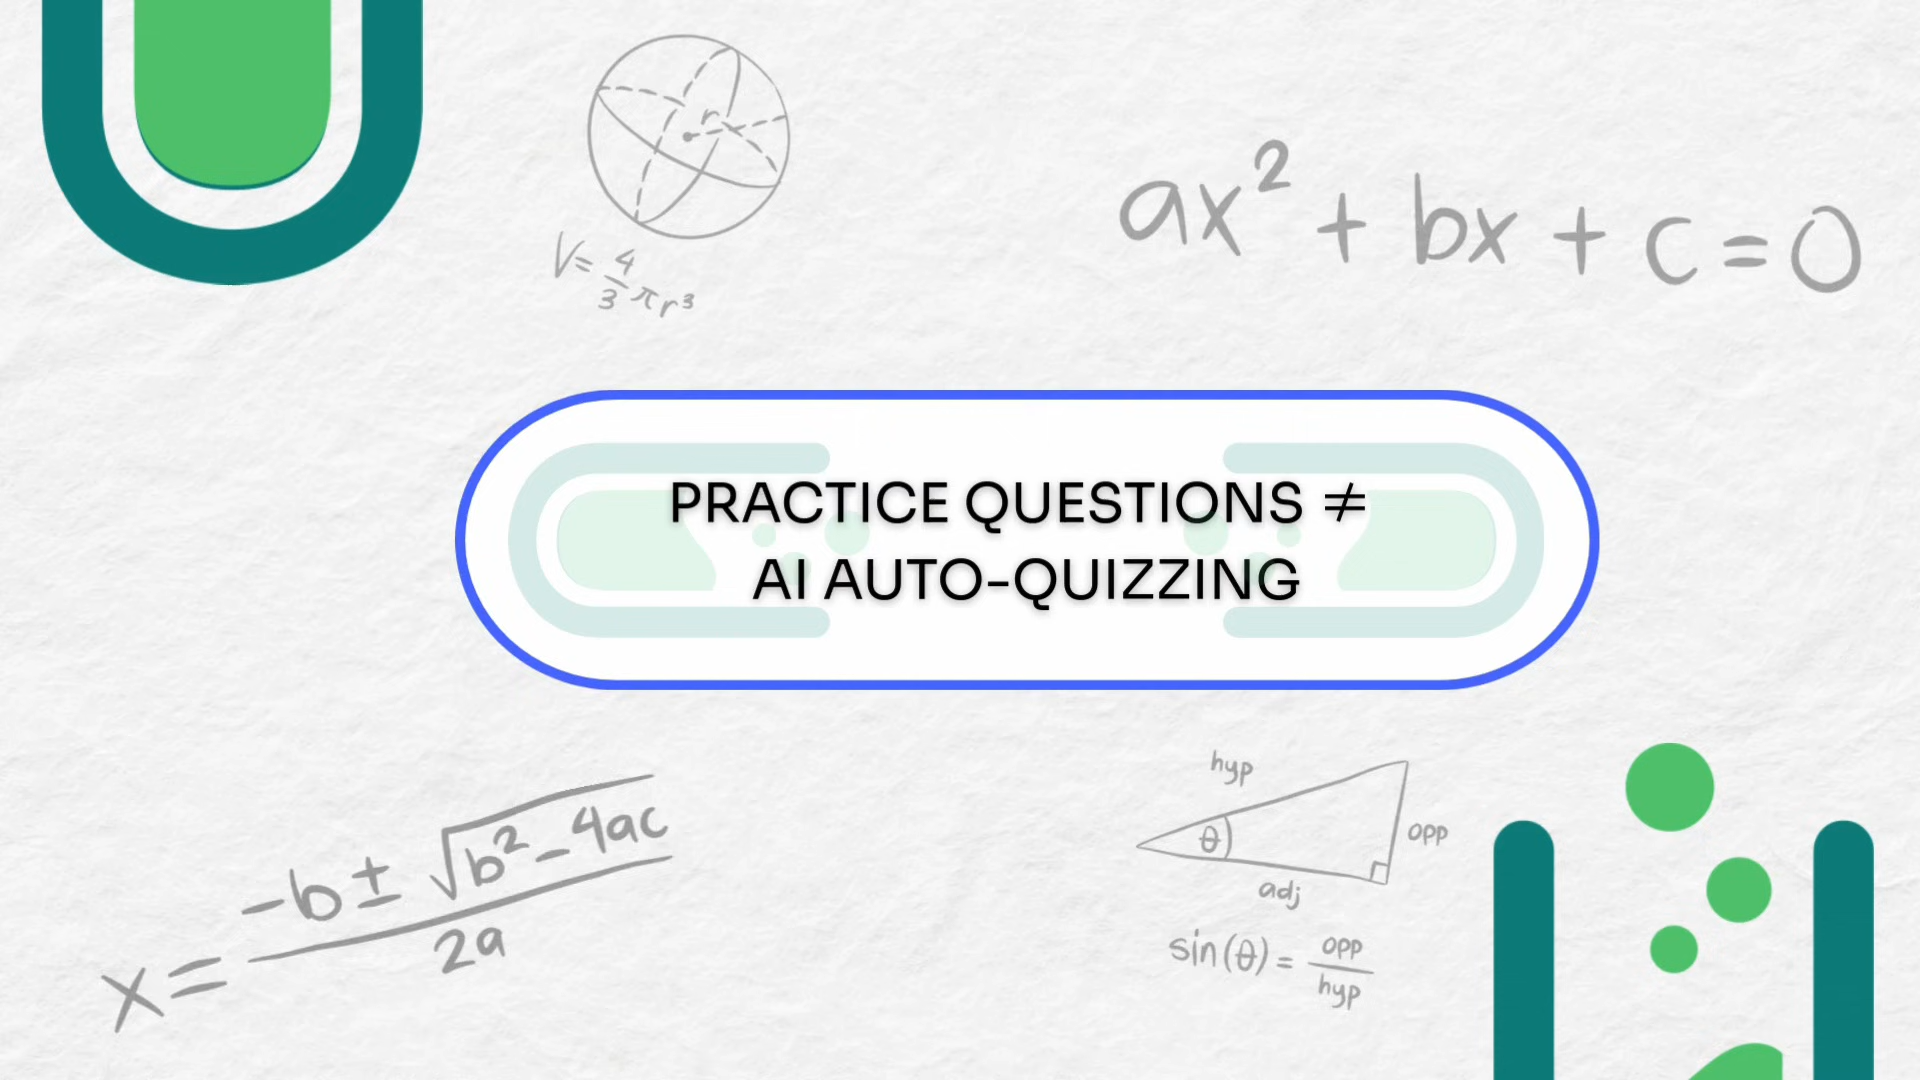 r
V = 4/3 πr³
ax² + bx + c = 0
PRACTICE QUESTIONS ≠
AI AUTO-QUIZZING
x = -b ± √b² - 4ac / 2a
hyp
θ
opp
adj
sin(θ) = opp/hyp